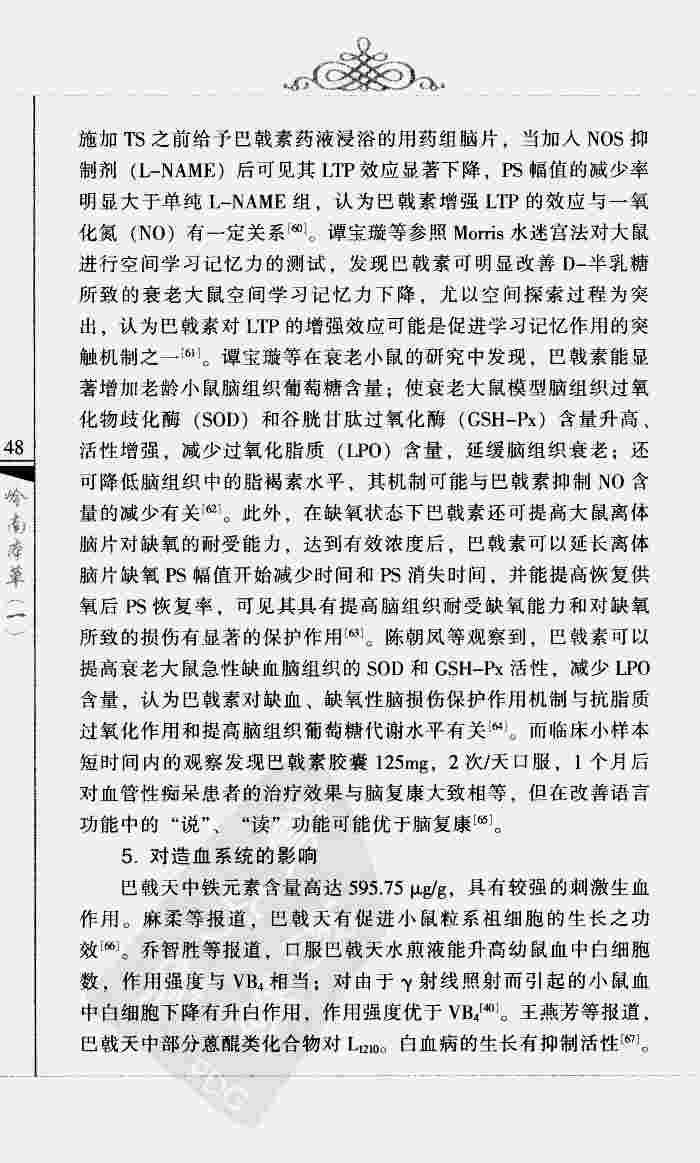 施加 TS 之前给予巴戟素药液浸浴的用药组脑片，当加入 NOS 抑
制剂（L-NAME）后可见其 LTP 效应显著下降，PS 幅值的减少率
明显大于单纯 L-NAME 组，认为巴戟素增强 LTP 的效应与一氧
化氮（NO）有一定关系[60]。谭宝璇等参照 Morris 水迷宫法对大鼠
进行空间学习记忆力的测试，发现巴戟素可明显改善 D-半乳糖
所致的衰老大鼠空间学习记忆力下降，尤以空间探索过程为突
出，认为巴戟素对 LTP 的增强效应可能是促进学习记忆作用的突
触机制之一[61]。谭宝璇等在衰老小鼠的研究中发现，巴戟素能显
著增加老龄小鼠脑组织葡萄糖含量；使衰老大鼠模型脑组织过氧
化物歧化酶（SOD）和谷胱甘肽过氧化酶（GSH-Px）含量升高、
活性增强，减少过氧化脂质（LPO）含量，延缓脑组织衰老；还
可降低脑组织中的脂褐素水平，其机制可能与巴戟素抑制 NO 含
量的减少有关[62]。此外，在缺氧状态下巴戟素还可提高大鼠离体
脑片对缺氧的耐受能力，达到有效浓度后，巴戟素可以延长离体
脑片缺氧 PS 幅值开始减少时间和 PS 消失时间，并能提高恢复供
氧后 PS 恢复率，可见其具有提高脑组织耐受缺氧能力和对缺氧
所致的损伤有显著的保护作用[63]。陈朝凤等观察到，巴戟素可以
提高衰老大鼠急性缺血脑组织的 SOD 和 GSH-Px 活性，减少 LPO
含量，认为巴戟素对缺血、缺氧性脑损伤保护作用机制与抗脂质
过氧化作用和提高脑组织葡萄糖代谢水平有关[64]。而临床小样本
短时间内的观察发现巴戟素胶囊 125mg，2 次/天口服，1 个月后
对血管性痴呆患者的治疗效果与脑复康大致相等，但在改善语言
功能中的“说”、“读”功能可能优于脑复康[65]。
5. 对造血系统的影响
巴戟天中铁元素含量高达 595.75 μg/g，具有较强的刺激生血
作用。麻柔等报道，巴戟天有促进小鼠粒系祖细胞的生长之功
效[66]。乔智胜等报道，口服巴戟天水煎液能升高幼鼠血中白细胞
数，作用强度与 VB4 相当；对由于 γ 射线照射而引起的小鼠血
中白细胞下降有升白作用，作用强度优于 VB4[40]。王燕芳等报道，
巴戟天中部分蒽醌类化合物对 L1210。白血病的生长有抑制活性[67]。
48
岭南本草（一）